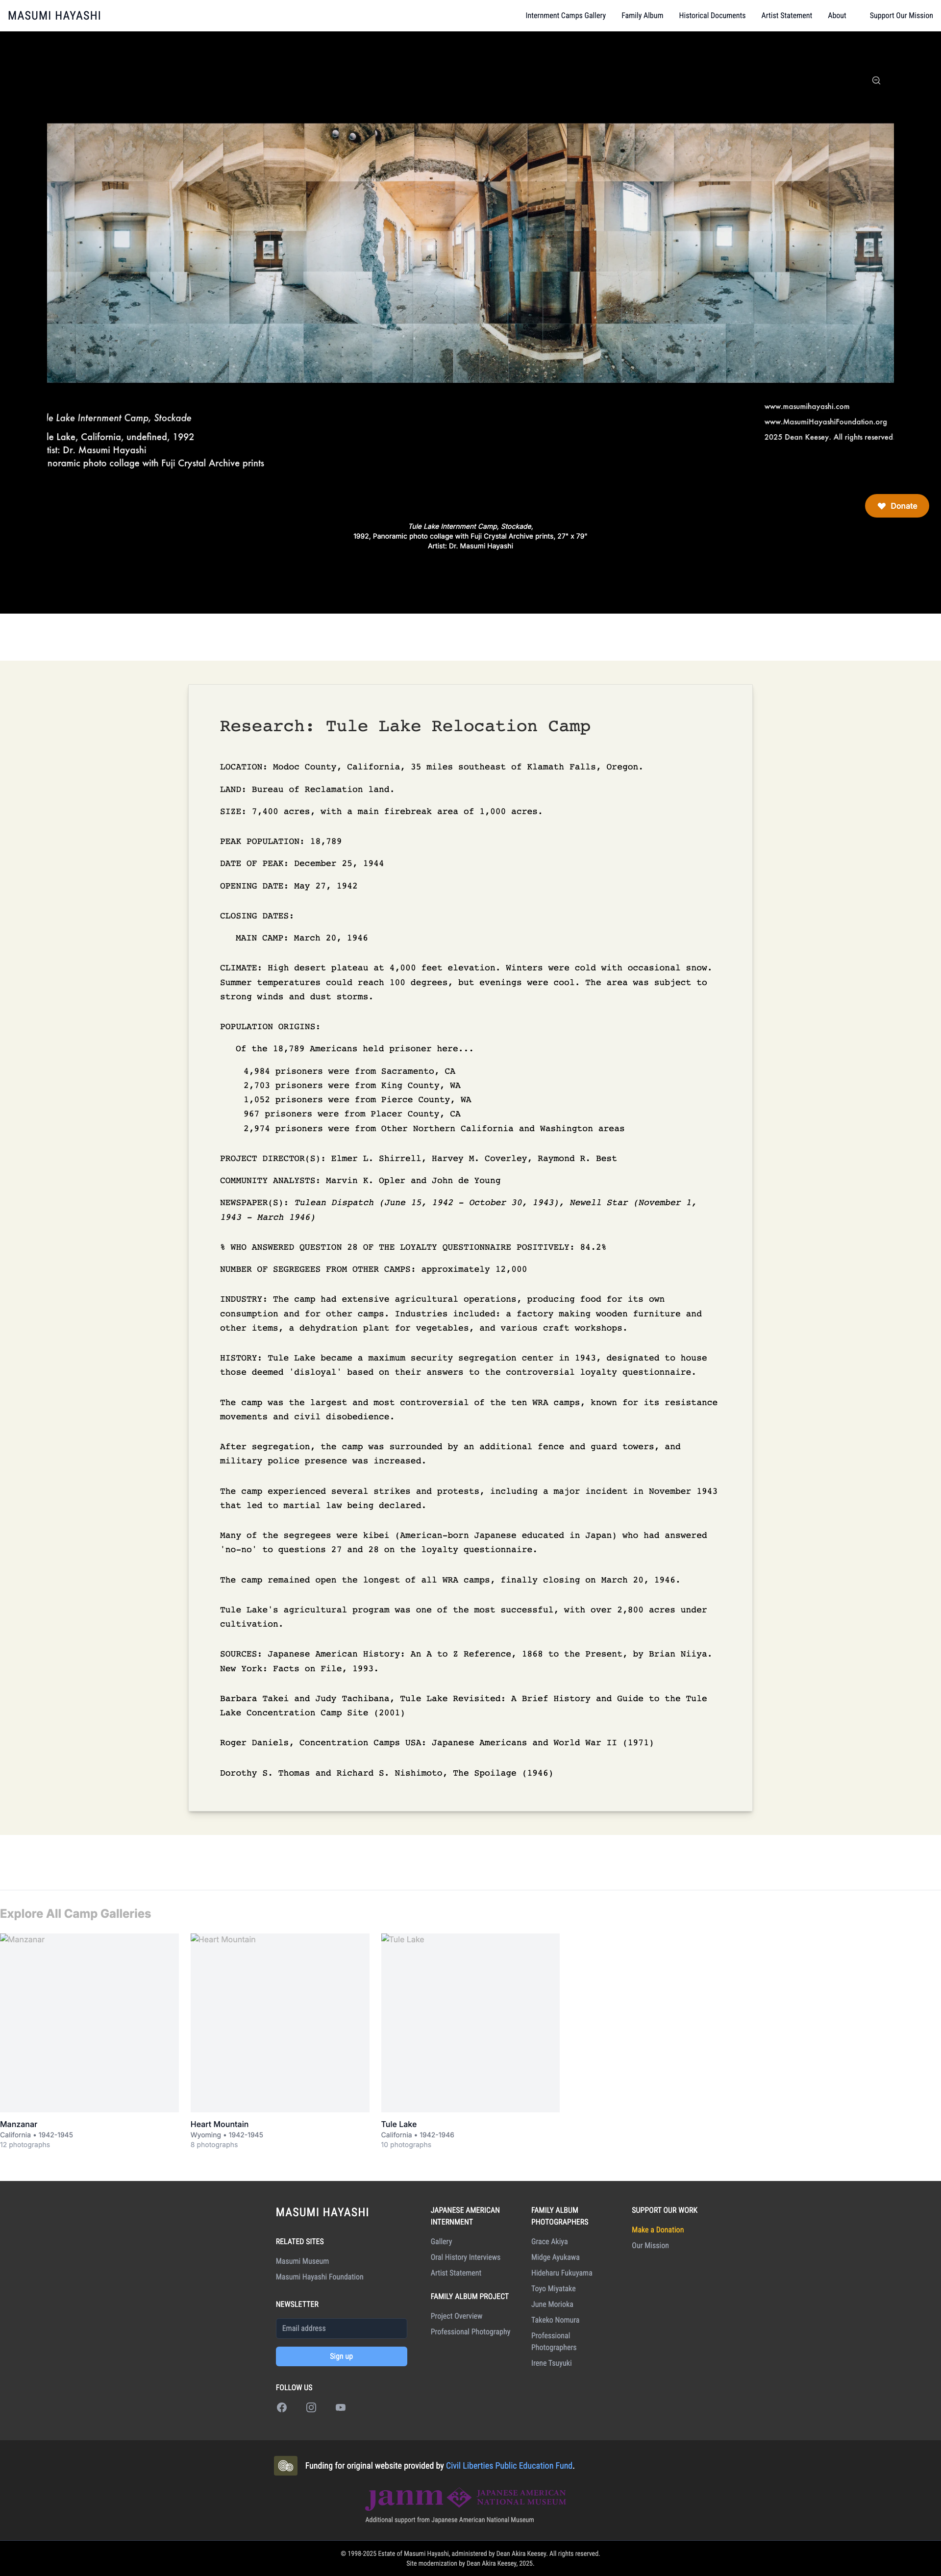 MASUMI HAYASHI
Internment Camps Gallery
Family Album
Historical Documents
Artist Statement
About
Support Our Mission
le Lake Internment Camp, Stockade
le Lake, California, undefined, 1992
tist: Dr. Masumi Hayashi
noramic photo collage with Fuji Crystal Archive prints
www.masumihayashi.com
www.MasumiHayashiFoundation.org
2025 Dean Keesey. All rights reserved
Donate
Tule Lake Internment Camp, Stockade,
1992, Panoramic photo collage with Fuji Crystal Archive prints, 27" x 79"
Artist: Dr. Masumi Hayashi
Research: Tule Lake Relocation Camp
LOCATION: Modoc County, California, 35 miles southeast of Klamath Falls, Oregon.
LAND: Bureau of Reclamation land.
SIZE: 7,400 acres, with a main firebreak area of 1,000 acres.
PEAK POPULATION: 18,789
DATE OF PEAK: December 25, 1944
OPENING DATE: May 27, 1942
CLOSING DATES:
MAIN CAMP: March 20, 1946
CLIMATE: High desert plateau at 4,000 feet elevation. Winters were cold with occasional snow.
Summer temperatures could reach 100 degrees, but evenings were cool. The area was subject to
strong winds and dust storms.
POPULATION ORIGINS:
Of the 18,789 Americans held prisoner here...
4,984 prisoners were from Sacramento, CA
2,703 prisoners were from King County, WA
1,052 prisoners were from Pierce County, WA
967 prisoners were from Placer County, CA
2,974 prisoners were from Other Northern California and Washington areas
PROJECT DIRECTOR(S): Elmer L. Shirrell, Harvey M. Coverley, Raymond R. Best
COMMUNITY ANALYSTS: Marvin K. Opler and John de Young
NEWSPAPER(S): Tulean Dispatch (June 15, 1942 – October 30, 1943), Newell Star (November 1,
1943 – March 1946)
% WHO ANSWERED QUESTION 28 OF THE LOYALTY QUESTIONNAIRE POSITIVELY: 84.2%
NUMBER OF SEGREGEES FROM OTHER CAMPS: approximately 12,000
INDUSTRY: The camp had extensive agricultural operations, producing food for its own
consumption and for other camps. Industries included: a factory making wooden furniture and
other items, a dehydration plant for vegetables, and various craft workshops.
HISTORY: Tule Lake became a maximum security segregation center in 1943, designated to house
those deemed 'disloyal' based on their answers to the controversial loyalty questionnaire.
The camp was the largest and most controversial of the ten WRA camps, known for its resistance
movements and civil disobedience.
After segregation, the camp was surrounded by an additional fence and guard towers, and
military police presence was increased.
The camp experienced several strikes and protests, including a major incident in November 1943
that led to martial law being declared.
Many of the segregees were kibei (American-born Japanese educated in Japan) who had answered
'no-no' to questions 27 and 28 on the loyalty questionnaire.
The camp remained open the longest of all WRA camps, finally closing on March 20, 1946.
Tule Lake's agricultural program was one of the most successful, with over 2,800 acres under
cultivation.
SOURCES: Japanese American History: An A to Z Reference, 1868 to the Present, by Brian Niiya.
New York: Facts on File, 1993.
Barbara Takei and Judy Tachibana, Tule Lake Revisited: A Brief History and Guide to the Tule
Lake Concentration Camp Site (2001)
Roger Daniels, Concentration Camps USA: Japanese Americans and World War II (1971)
Dorothy S. Thomas and Richard S. Nishimoto, The Spoilage (1946)
Explore All Camp Galleries
Manzanar
Heart Mountain
Tule Lake
Manzanar
California • 1942-1945
12 photographs
Heart Mountain
Wyoming • 1942-1945
8 photographs
Tule Lake
California • 1942-1946
10 photographs
MASUMI HAYASHI
RELATED SITES
Masumi Museum
Masumi Hayashi Foundation
NEWSLETTER
Email address
Sign up
FOLLOW US
JAPANESE AMERICAN
INTERNMENT
Gallery
Oral History Interviews
Artist Statement
FAMILY ALBUM PROJECT
Project Overview
Professional Photography
FAMILY ALBUM
PHOTOGRAPHERS
Grace Akiya
Midge Ayukawa
Hideharu Fukuyama
Toyo Miyatake
June Morioka
Takeko Nomura
Professional
Photographers
Irene Tsuyuki
SUPPORT OUR WORK
Make a Donation
Our Mission
Funding for original website provided by Civil Liberties Public Education Fund.
janm
JAPANESE AMERICAN
NATIONAL MUSEUM
Additional support from Japanese American National Museum
© 1998-2025 Estate of Masumi Hayashi, administered by Dean Akira Keesey. All rights reserved.
Site modernization by Dean Akira Keesey, 2025.